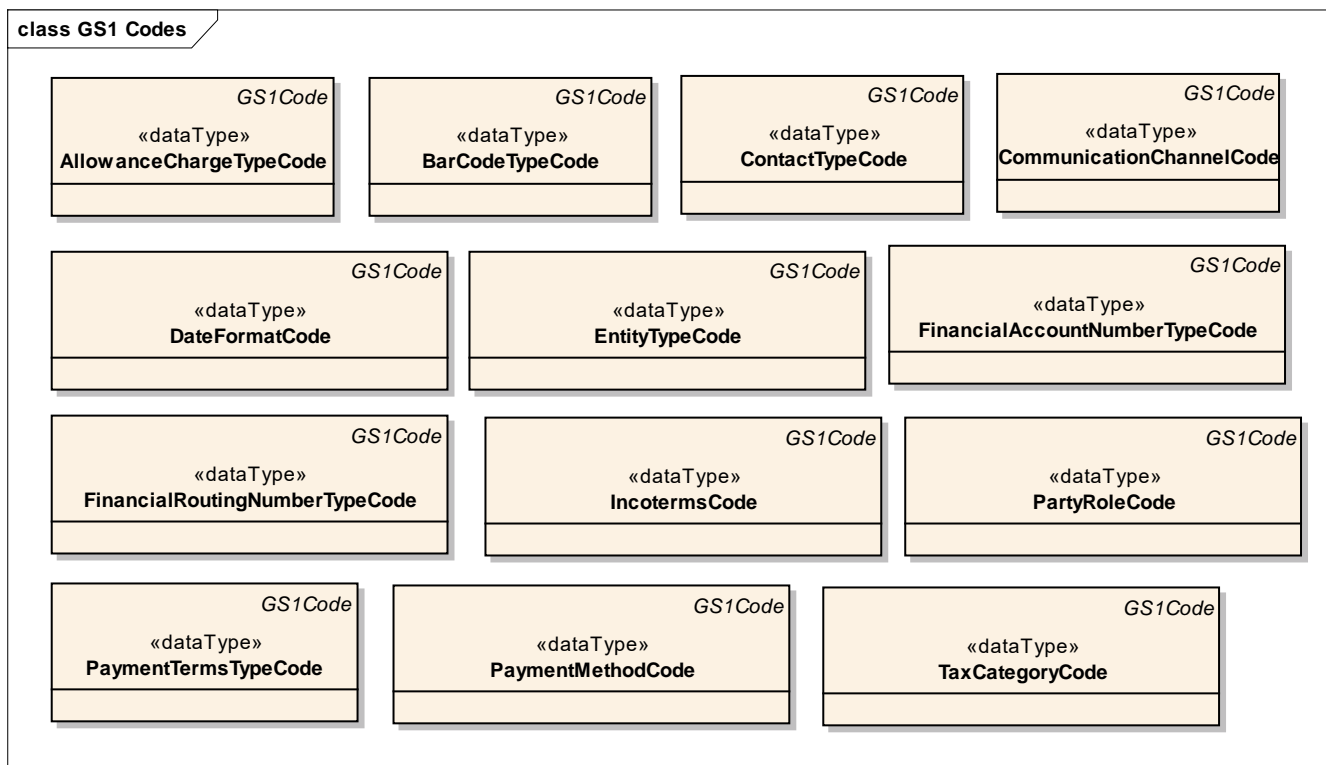 class GS1 Codes
GS1Code
«dataType»
AllowanceChargeTypeCode
GS1Code
«dataType»
BarCodeTypeCode
GS1Code
«dataType»
ContactTypeCode
GS1Code
«dataType»
CommunicationChannelCode
GS1Code
«dataType»
DateFormatCode
GS1Code
«dataType»
EntityTypeCode
GS1Code
«dataType»
FinancialAccountNumberTypeCode
GS1Code
«dataType»
FinancialRoutingNumberTypeCode
GS1Code
«dataType»
IncotermsCode
GS1Code
«dataType»
PartyRoleCode
GS1Code
«dataType»
PaymentTermsTypeCode
GS1Code
«dataType»
PaymentMethodCode
GS1Code
«dataType»
TaxCategoryCode